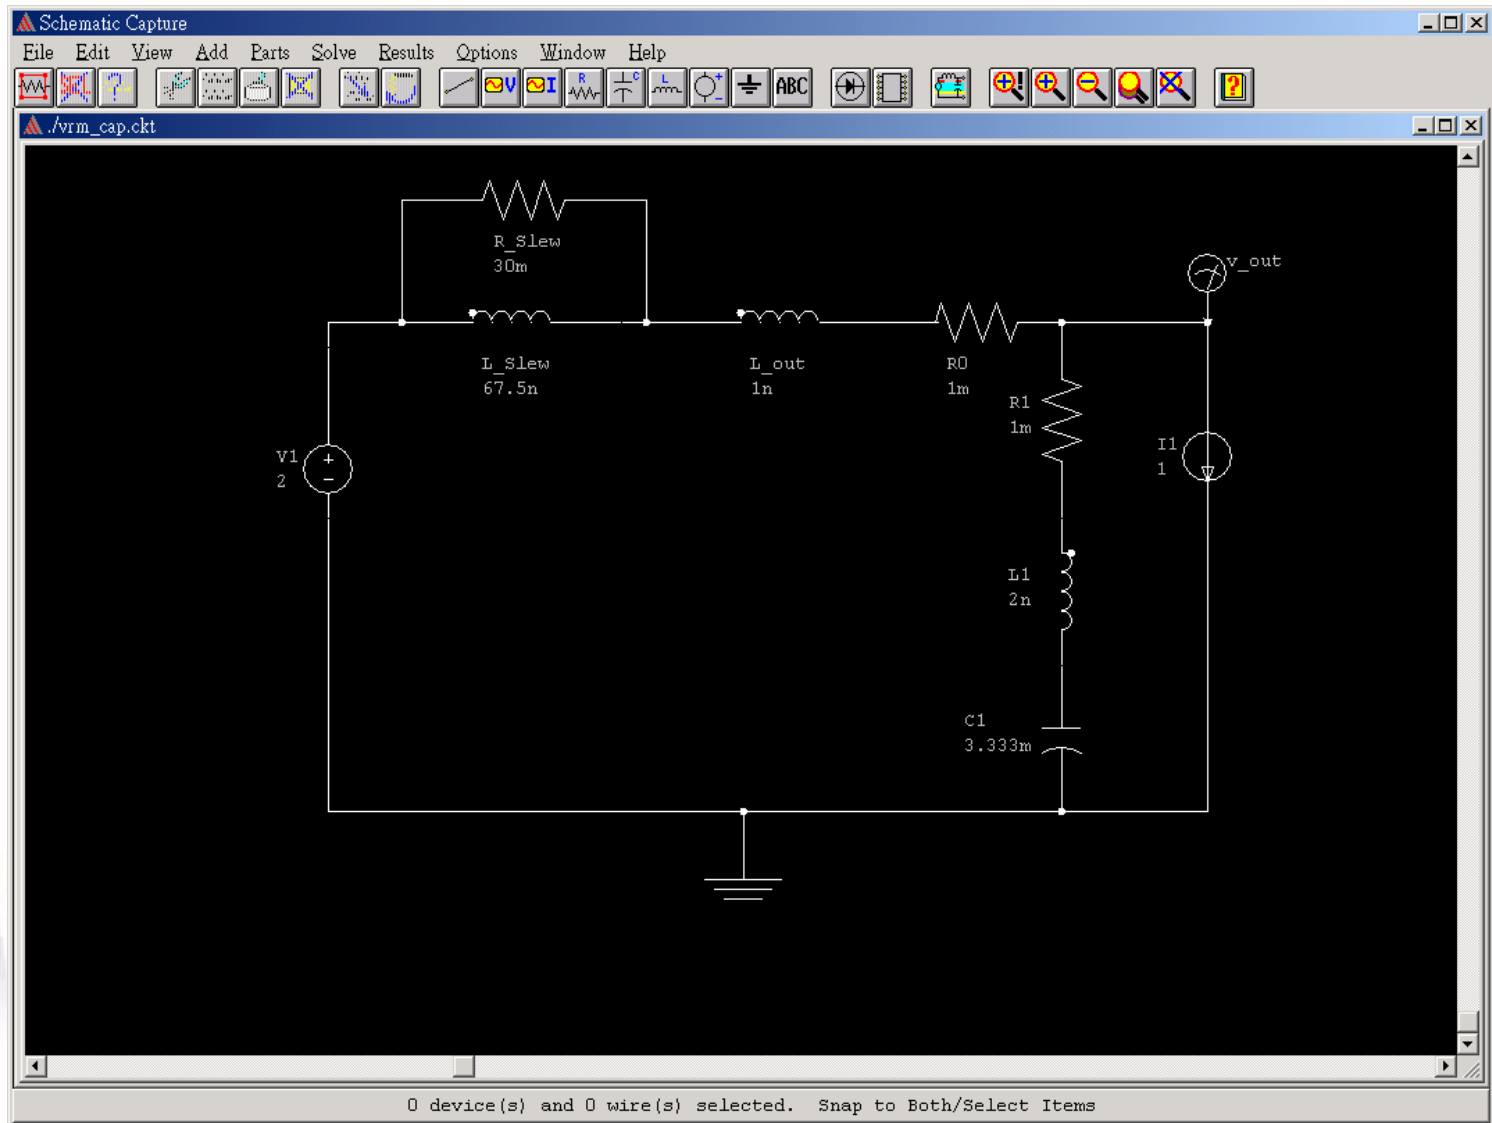 Schematic Capture
File Edit View Add Parts Solve Results Options Window Help
V I R C L ABC
./vrm_cap.ckt
R_Slew
30m
v_out
L_Slew
67.5n
L_out
1n
R0
1m
R1
1m
I1
1
V1
2
L1
2n
C1
3.333m
0 device(s) and 0 wire(s) selected. Snap to Both/Select Items